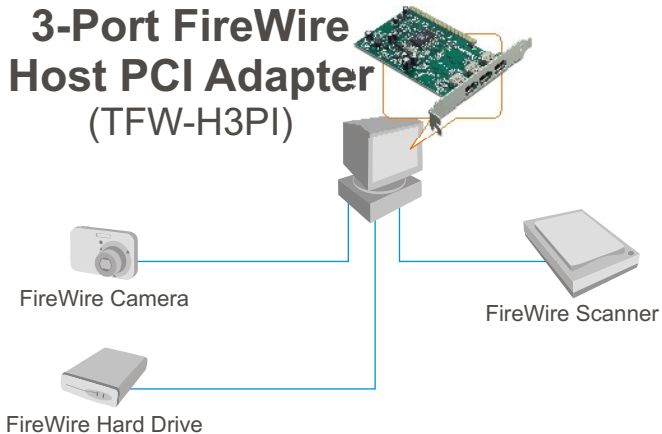 3-Port FireWire
Host PCI Adapter
(TFW-H3PI)
FireWire Camera
FireWire Scanner
FireWire Hard Drive